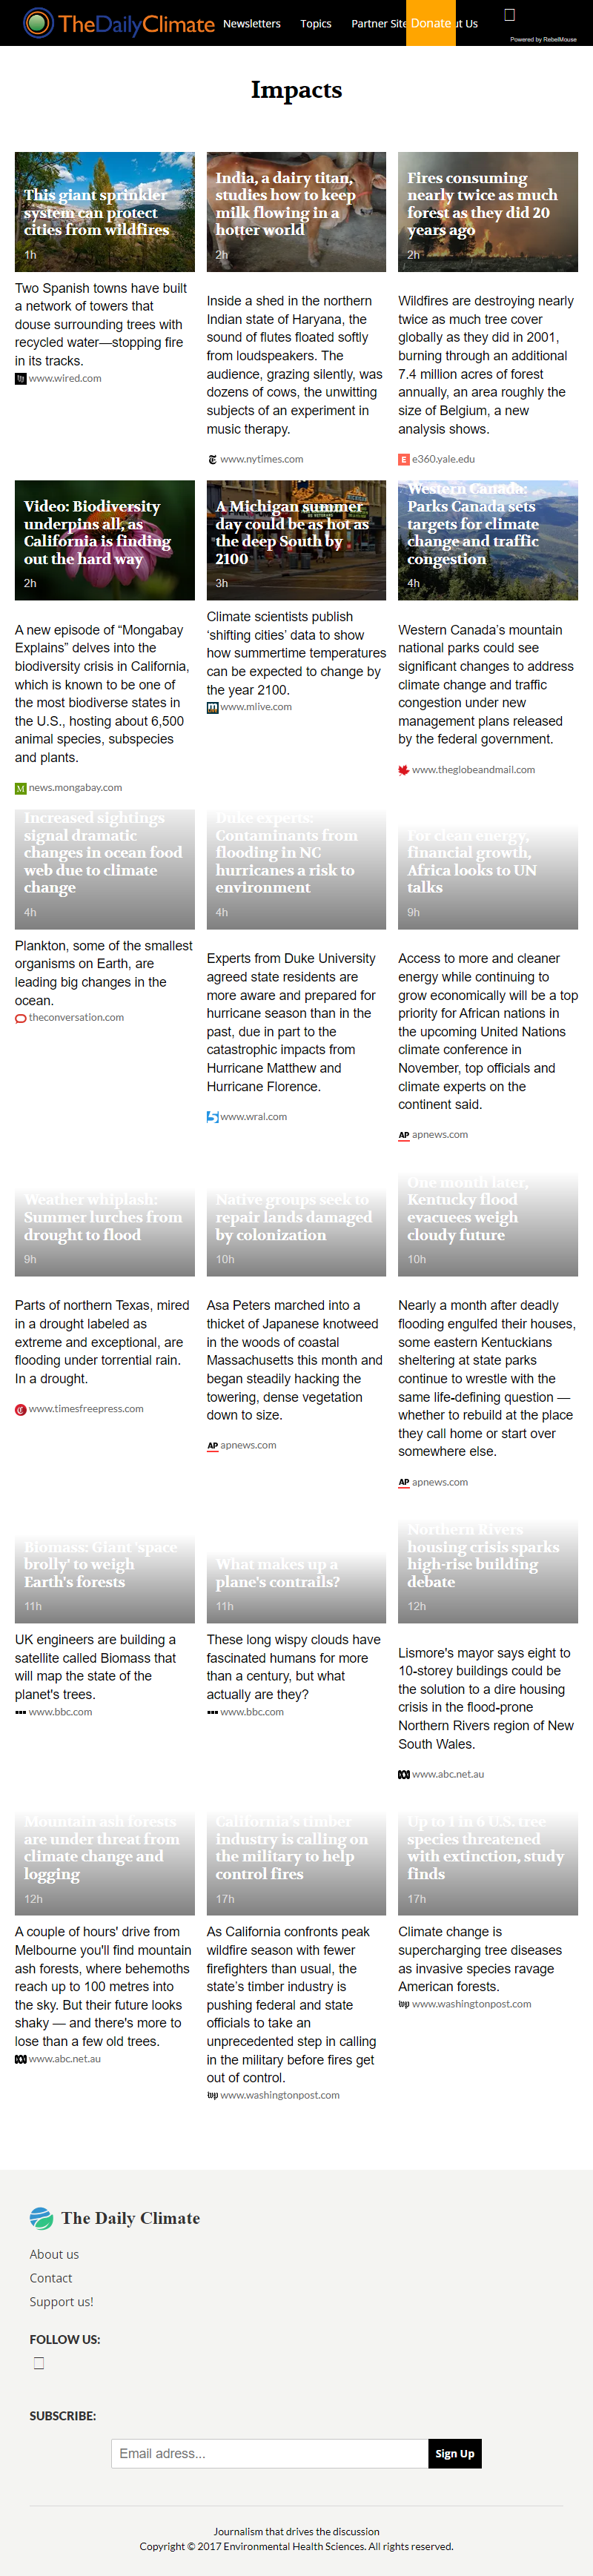 TheDailyClimate
Newsletters
Topics
Partner Site
Donate
ut Us
Powered by RebelMouse
Impacts
This giant sprinkler
system can protect
cities from wildfires
1h
Two Spanish towns have built
a network of towers that
douse surrounding trees with
recycled water—stopping fire
in its tracks.
www.wired.com
India, a dairy titan,
studies how to keep
milk flowing in a
hotter world
2h
Inside a shed in the northern
Indian state of Haryana, the
sound of flutes floated softly
from loudspeakers. The
audience, grazing silently, was
dozens of cows, the unwitting
subjects of an experiment in
music therapy.
www.nytimes.com
Fires consuming
nearly twice as much
forest as they did 20
years ago
2h
Wildfires are destroying nearly
twice as much tree cover
globally as they did in 2001,
burning through an additional
7.4 million acres of forest
annually, an area roughly the
size of Belgium, a new
analysis shows.
E e360.yale.edu
Video: Biodiversity
underpins all, as
California is finding
out the hard way
2h
A new episode of “Mongabay
Explains” delves into the
biodiversity crisis in California,
which is known to be one of
the most biodiverse states in
the U.S., hosting about 6,500
animal species, subspecies
and plants.
M news.mongabay.com
A Michigan summer
day could be as hot as
the deep South by
2100
3h
Climate scientists publish
‘shifting cities’ data to show
how summertime temperatures
can be expected to change by
the year 2100.
www.mlive.com
Western Canada:
Parks Canada sets
targets for climate
change and traffic
congestion
4h
Western Canada’s mountain
national parks could see
significant changes to address
climate change and traffic
congestion under new
management plans released
by the federal government.
www.theglobeandmail.com
Increased sightings
signal dramatic
changes in ocean food
web due to climate
change
4h
Plankton, some of the smallest
organisms on Earth, are
leading big changes in the
ocean.
theconversation.com
Duke experts:
Contaminants from
flooding in NC
hurricanes a risk to
environment
4h
Experts from Duke University
agreed state residents are
more aware and prepared for
hurricane season than in the
past, due in part to the
catastrophic impacts from
Hurricane Matthew and
Hurricane Florence.
5 www.wral.com
For clean energy,
financial growth,
Africa looks to UN
talks
9h
Access to more and cleaner
energy while continuing to
grow economically will be a top
priority for African nations in
the upcoming United Nations
climate conference in
November, top officials and
climate experts on the
continent said.
AP apnews.com
Weather whiplash:
Summer lurches from
drought to flood
9h
Parts of northern Texas, mired
in a drought labeled as
extreme and exceptional, are
flooding under torrential rain.
In a drought.
www.timesfreepress.com
Native groups seek to
repair lands damaged
by colonization
10h
Asa Peters marched into a
thicket of Japanese knotweed
in the woods of coastal
Massachusetts this month and
began steadily hacking the
towering, dense vegetation
down to size.
AP apnews.com
One month later,
Kentucky flood
evacuees weigh
cloudy future
10h
Nearly a month after deadly
flooding engulfed their houses,
some eastern Kentuckians
sheltering at state parks
continue to wrestle with the
same life-defining question —
whether to rebuild at the place
they call home or start over
somewhere else.
AP apnews.com
Biomass: Giant 'space
brolly' to weigh
Earth's forests
11h
UK engineers are building a
satellite called Biomass that
will map the state of the
planet's trees.
www.bbc.com
What makes up a
plane's contrails?
11h
These long wispy clouds have
fascinated humans for more
than a century, but what
actually are they?
www.bbc.com
Northern Rivers
housing crisis sparks
high-rise building
debate
12h
Lismore's mayor says eight to
10-storey buildings could be
the solution to a dire housing
crisis in the flood-prone
Northern Rivers region of New
South Wales.
www.abc.net.au
Mountain ash forests
are under threat from
climate change and
logging
12h
A couple of hours' drive from
Melbourne you'll find mountain
ash forests, where behemoths
reach up to 100 metres into
the sky. But their future looks
shaky — and there's more to
lose than a few old trees.
www.abc.net.au
California's timber
industry is calling on
the military to help
control fires
17h
As California confronts peak
wildfire season with fewer
firefighters than usual, the
state’s timber industry is
pushing federal and state
officials to take an
unprecedented step in calling
in the military before fires get
out of control.
wp www.washingtonpost.com
Up to 1 in 6 U.S. tree
species threatened
with extinction, study
finds
17h
Climate change is
supercharging tree diseases
as invasive species ravage
American forests.
wp www.washingtonpost.com
The Daily Climate
About us
Contact
Support us!
FOLLOW US:
SUBSCRIBE:
Email adress...
Sign Up
Journalism that drives the discussion
Copyright © 2017 Environmental Health Sciences. All rights reserved.